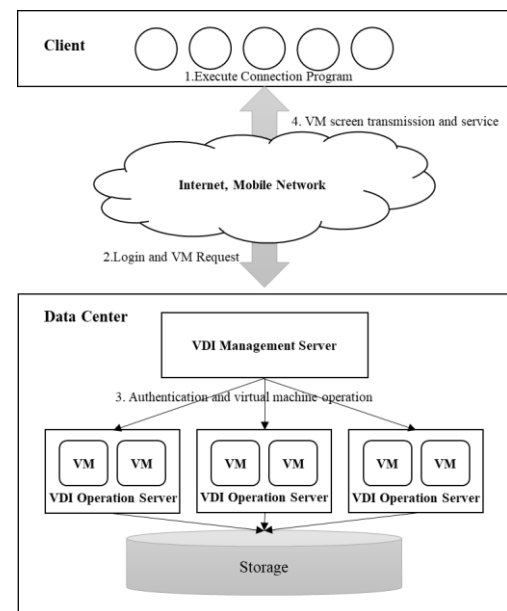 Client
1.Execute Connection Program
4. VM screen transmission and service
Internet, Mobile Network
2.Login and VM Request
Data Center
VDI Management Server
3. Authentication and virtual machine operation
VM VM VM VM VM VM
VDI Operation Server VDI Operation Server VDI Operation Server
Storage